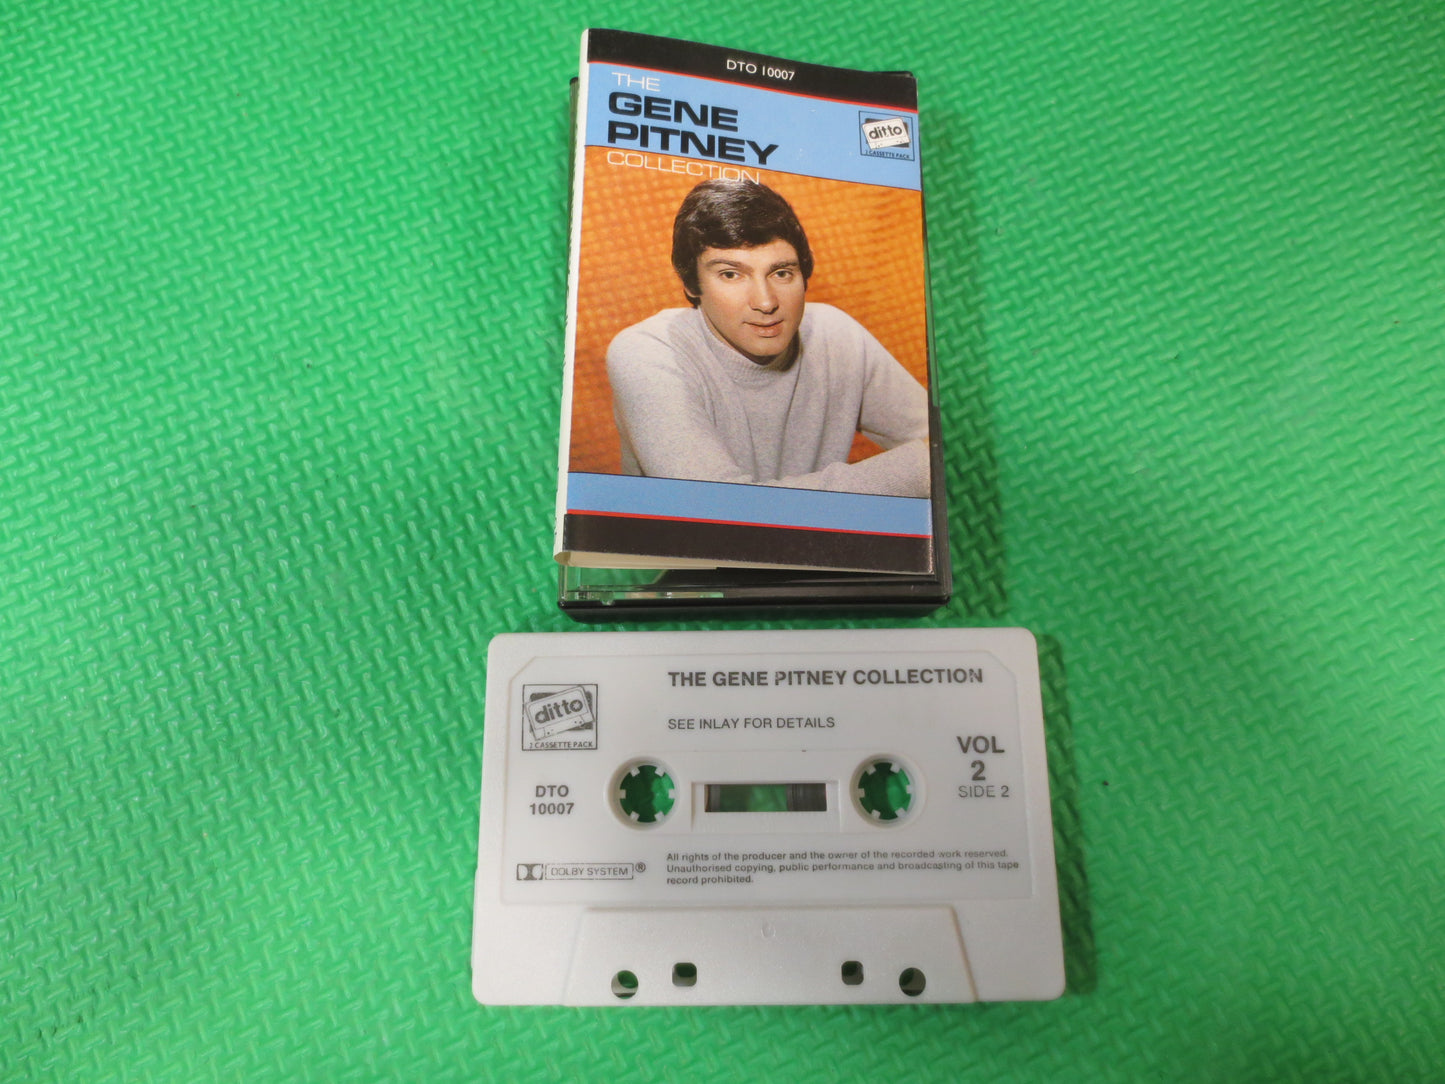 DTO 10007
THE
GENE
PITNEY
COLLECTION
ditto
CASSETTE PACK
THE GENE PITNEY COLLECTION
SEE INLAY FOR DETAILS
ditto
CASSETTE PACK
VOL
2
SIDE 2
DTO
10007
DOLBY SYSTEM ®
All rights of the producer and the owner of the recorded work reserved.
Unauthorised copying, public performance and broadcasting of this tape
record prohibited.